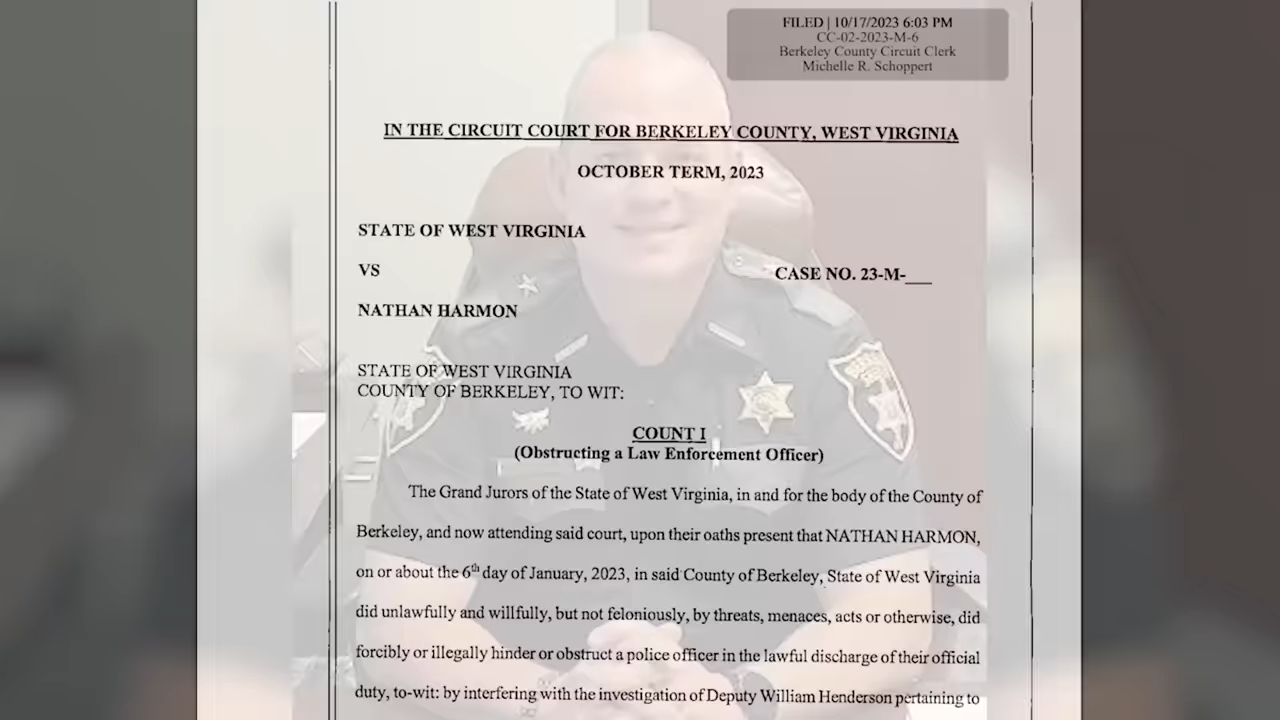 FILED | 10/17/2023 6:03 PM
CC-02-2023-M-6
Berkeley County Circuit Clerk
Michelle R. Schoppert
IN THE CIRCUIT COURT FOR BERKELEY COUNTY, WEST VIRGINIA
OCTOBER TERM, 2023
STATE OF WEST VIRGINIA
VS
CASE NO. 23-M-___
NATHAN HARMON
STATE OF WEST VIRGINIA
COUNTY OF BERKELEY, TO WIT:
COUNT I
(Obstructing a Law Enforcement Officer)
The Grand Jurors of the State of West Virginia, in and for the body of the County of
Berkeley, and now attending said court, upon their oaths present that NATHAN HARMON,
on or about the 6th day of January, 2023, in said County of Berkeley, State of West Virginia
did unlawfully and willfully, but not feloniously, by threats, menaces, acts or otherwise, did
forcibly or illegally hinder or obstruct a police officer in the lawful discharge of their official
duty, to-wit: by interfering with the investigation of Deputy William Henderson pertaining to